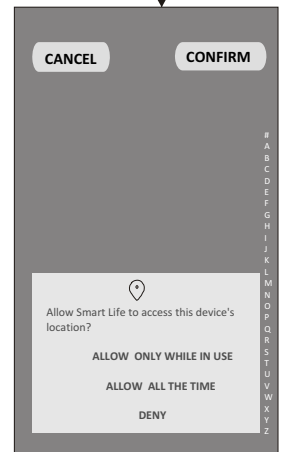 CANCEL
CONFIRM
#
A
B
C
D
E
F
G
H
I
J
K
L
M
N
O
P
Q
R
S
T
U
V
W
X
Y
Z
Allow Smart Life to access this device's
location?
ALLOW ONLY WHILE IN USE
ALLOW ALL THE TIME
DENY